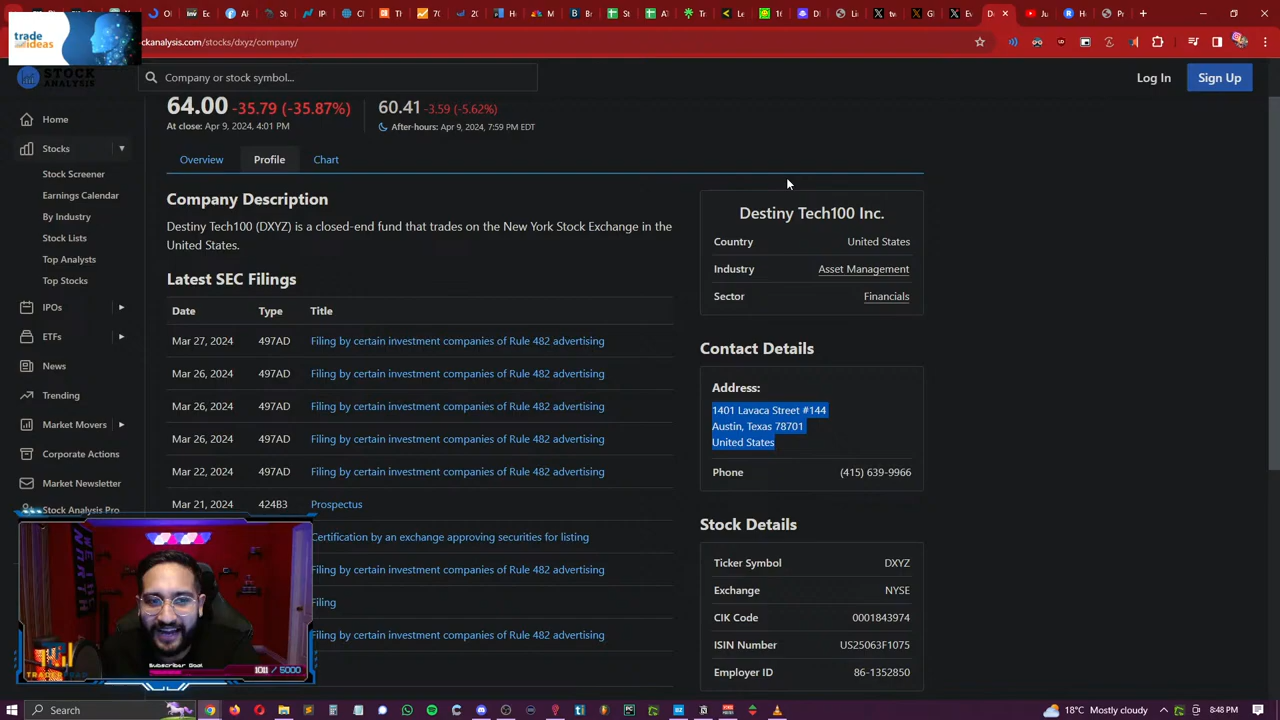 trade
ideas
ckanalysis.com/stocks/dxyz/company/
STOCK
ANALYSIS
Company or stock symbol...
Log In
Sign Up
64.00 -35.79 (-35.87%)
At close: Apr 9, 2024, 4:01 PM
60.41 -3.59 (-5.62%)
After-hours: Apr 9, 2024, 7:59 PM EDT
Home
Stocks
Stock Screener
Earnings Calendar
By Industry
Stock Lists
Top Analysts
Top Stocks
IPOs
ETFs
News
Trending
Market Movers
Corporate Actions
Market Newsletter
Stock Analysis Pro
Overview
Profile
Chart
Company Description
Destiny Tech100 (DXYZ) is a closed-end fund that trades on the New York Stock Exchange in the
United States.
Latest SEC Filings
Date Type Title
Mar 27, 2024 497AD Filing by certain investment companies of Rule 482 advertising
Mar 26, 2024 497AD Filing by certain investment companies of Rule 482 advertising
Mar 26, 2024 497AD Filing by certain investment companies of Rule 482 advertising
Mar 26, 2024 497AD Filing by certain investment companies of Rule 482 advertising
Mar 22, 2024 497AD Filing by certain investment companies of Rule 482 advertising
Mar 21, 2024 424B3 Prospectus
Certification by an exchange approving securities for listing
Filing by certain investment companies of Rule 482 advertising
Filing
Filing by certain investment companies of Rule 482 advertising
Destiny Tech100 Inc.
Country United States
Industry Asset Management
Sector Financials
Contact Details
Address:
1401 Lavaca Street #144
Austin, Texas 78701
United States
Phone (415) 639-9966
Stock Details
Ticker Symbol DXYZ
Exchange NYSE
CIK Code 0001843974
ISIN Number US25063F1075
Employer ID 86-1352850
Subscriber Goal
1011 / 5000
Search
18°C Mostly cloudy
8:48 PM